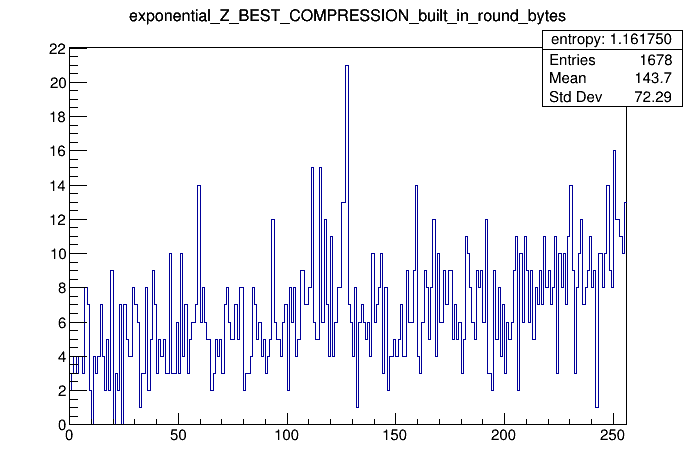 exponential_Z_BEST_COMPRESSION_built_in_round_bytes
entropy: 1.161750
Entries 1678
Mean 143.7
Std Dev 72.29
22
20
18
16
14
12
10
8
6
4
2
0
0 50 100 150 200 250